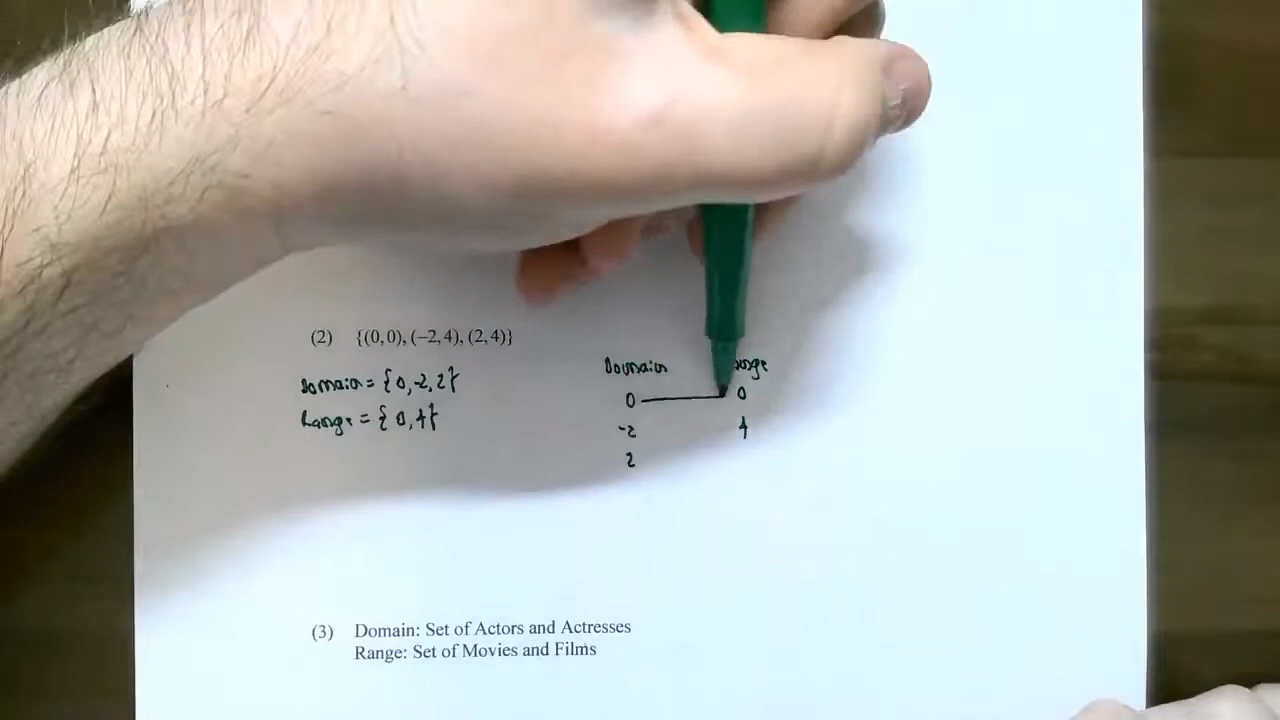 (2) {(0,0),(−2,4),(2,4)}
Domain = {0,-2,2}
Range = {0,4}
Domain
0 0
-2 4
2
(3) Domain: Set of Actors and Actresses
Range: Set of Movies and Films